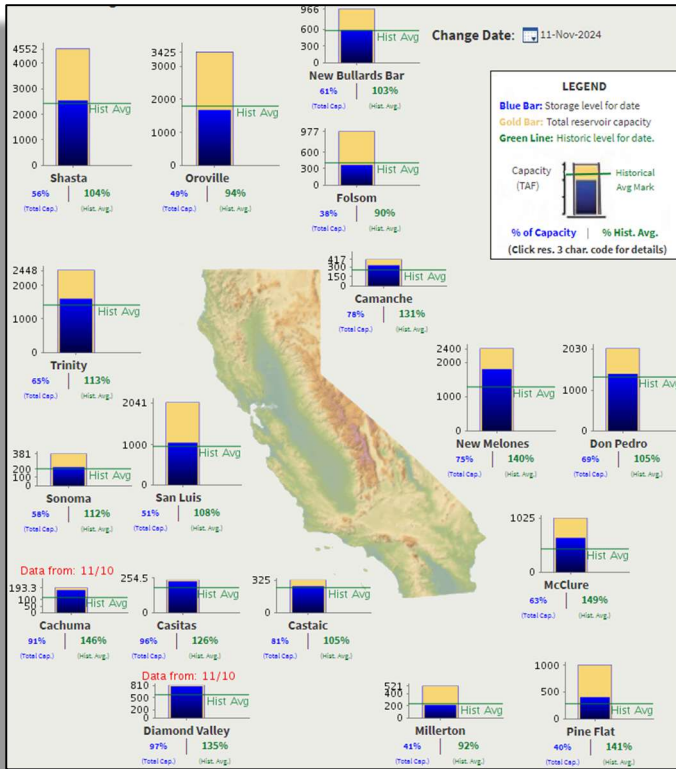 4552
4000
3000
2000
1000
0
Hist Avg
Shasta
56% | 104%
(Total Cap.) (Hist. Avg.)
3425
3000
2000
1000
0
Hist Avg
Oroville
49% | 94%
(Total Cap.) (Hist. Avg.)
966
600
300
0
Hist Avg
New Bullards Bar
61% | 103%
(Total Cap.) (Hist. Avg.)
Change Date: 11-Nov-2024
977
600
300
0
Hist Avg
Folsom
38% | 90%
(Total Cap.) (Hist. Avg.)
LEGEND
Blue Bar: Storage level for date
Gold Bar: Total reservoir capacity
Green Line: Historic level for date.
Capacity
(TAF)
Historical
Avg Mark
% of Capacity | % Hist. Avg.
(Click res. 3 char. code for details)
2448
2000
1000
0
Hist Avg
Trinity
65% | 113%
(Total Cap.) (Hist. Avg.)
417
300
150
0
Hist Avg
Camanche
78% | 131%
(Total Cap.) (Hist. Avg.)
2400
2000
1000
0
Hist Avg
New Melones
75% | 140%
(Total Cap.) (Hist. Avg.)
2030
1000
0
Hist Avg
Don Pedro
69% | 105%
(Total Cap.) (Hist. Avg.)
381
200
100
0
Hist Avg
Sonoma
58% | 112%
(Total Cap.) (Hist. Avg.)
2041
1000
0
Hist Avg
San Luis
51% | 108%
(Total Cap.) (Hist. Avg.)
1025
0
Hist Avg
McClure
63% | 149%
(Total Cap.) (Hist. Avg.)
Data from: 11/10
193.3
100
50
0
Hist Avg
Cachuma
91% | 146%
(Total Cap.) (Hist. Avg.)
254.5
0
Hist Avg
Casitas
96% | 126%
(Total Cap.) (Hist. Avg.)
325
0
Hist Avg
Castaic
81% | 105%
(Total Cap.) (Hist. Avg.)
Data from: 11/10
810
500
200
0
Hist Avg
Diamond Valley
97% | 135%
(Total Cap.) (Hist. Avg.)
521
400
200
0
Hist Avg
Millerton
41% | 92%
(Total Cap.) (Hist. Avg.)
1000
500
0
Hist Avg
Pine Flat
40% | 141%
(Total Cap.) (Hist. Avg.)